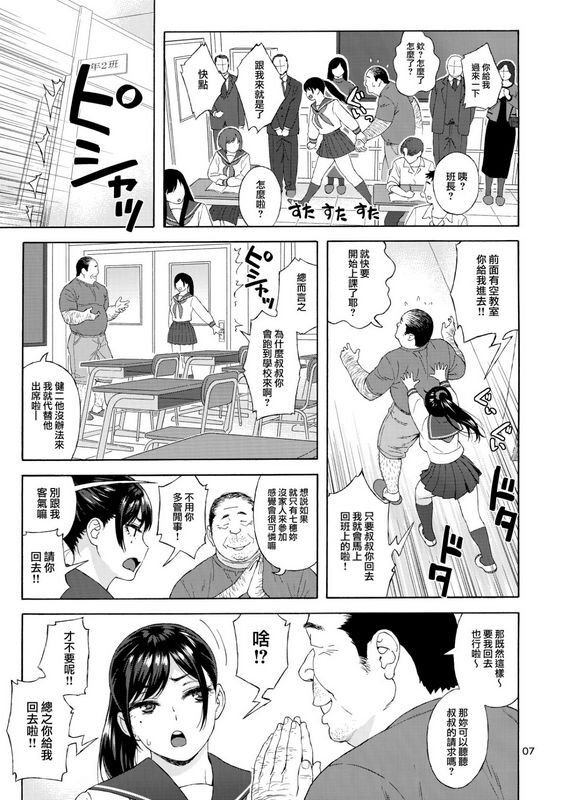 你給我
過來一下
欸？怎麼了
怎麼了？
跟我來就是了
快點
咦？
班長？
怎麼啦？
すた すた すた
年2班
ピシャッ
前面有空教室
你給我進去!!
就快要
開始上課了耶？
ドタ
ドタ
只要叔叔你回去
我就會馬上
回班上的啦
ピシャッ
總而言之
為什麼叔叔你
會跑到學校來啊？
健二他沒辦法來
我就代替他
出席啦—
想說如果
就只有七穗妳
沒家人來參加
感覺會很可憐嘛
不用你
多管閒事！
別跟我
客氣嘛
請你
回去!!
那既然這樣~
要我回去
也行啦~
那妳可以聽聽
叔叔的請求嗎？
啥!?
才不要呢!!
總之你給我
回去啦!!
07